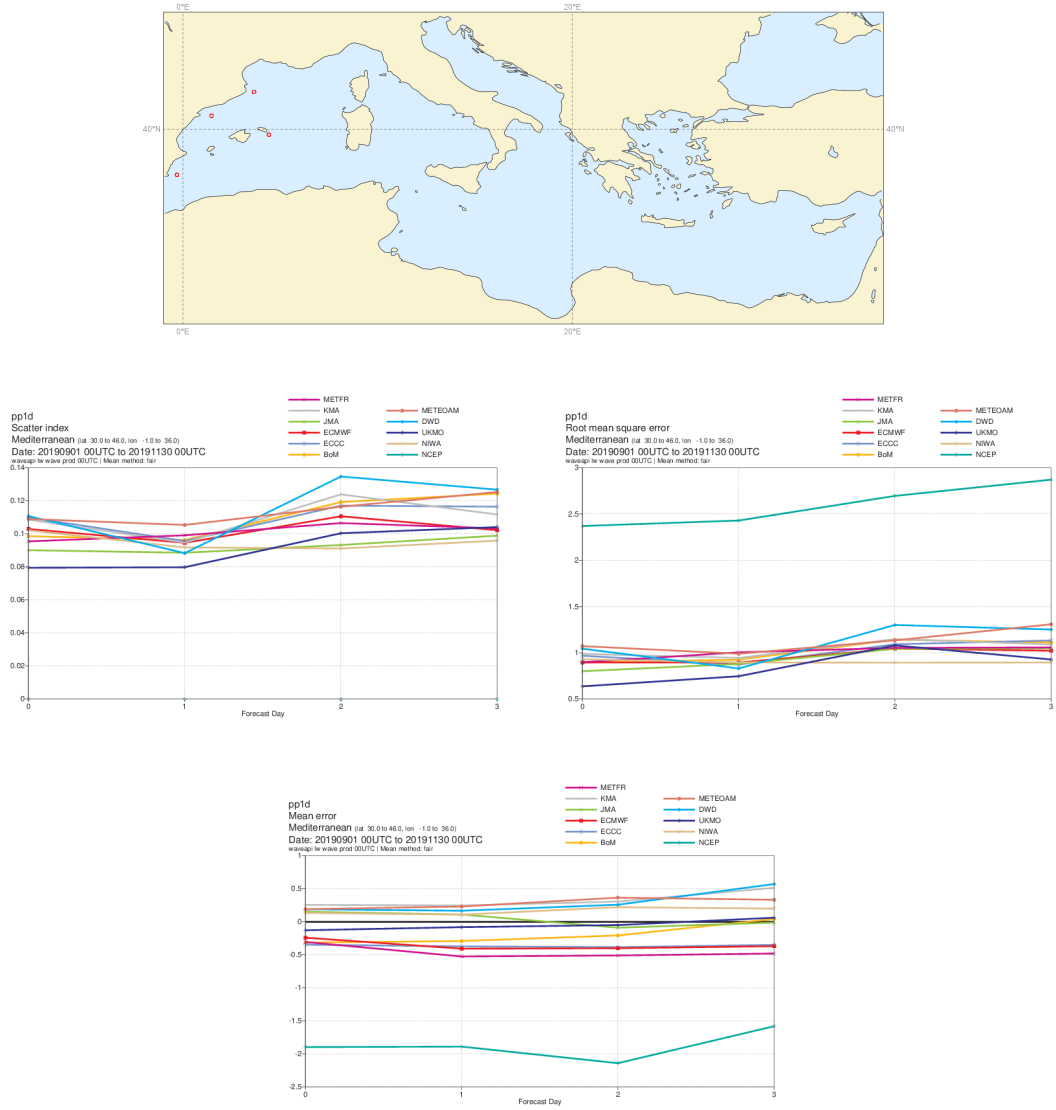 0°E 20°E
40°N 40°N
0°E 20°E
METFR
KMA METEOAM
JMA DWD
ECMWF UKMO
ECCC NIWA
BoM NCEP
pp1d
Scatter index
Mediterranean (lat 30.0 to 46.0, lon -1.0 to 36.0)
Date: 20190901 00UTC to 20191130 00UTC
waveapi lw wave prod 00UTC | Mean method: fair
0.14
0.12
0.1
0.08
0.06
0.04
0.02
0
0 1 2 3
Forecast Day
METFR
KMA METEOAM
JMA DWD
ECMWF UKMO
ECCC NIWA
BoM NCEP
pp1d
Root mean square error
Mediterranean (lat 30.0 to 46.0, lon -1.0 to 36.0)
Date: 20190901 00UTC to 20191130 00UTC
waveapi lw wave prod 00UTC | Mean method: fair
3
2.5
2
1.5
1
0.5
0 1 2 3
Forecast Day
METFR
KMA METEOAM
JMA DWD
ECMWF UKMO
ECCC NIWA
BoM NCEP
pp1d
Mean error
Mediterranean (lat 30.0 to 46.0, lon -1.0 to 36.0)
Date: 20190901 00UTC to 20191130 00UTC
waveapi lw wave prod 00UTC | Mean method: fair
1
0.5
0
-0.5
-1
-1.5
-2
-2.5
0 1 2 3
Forecast Day